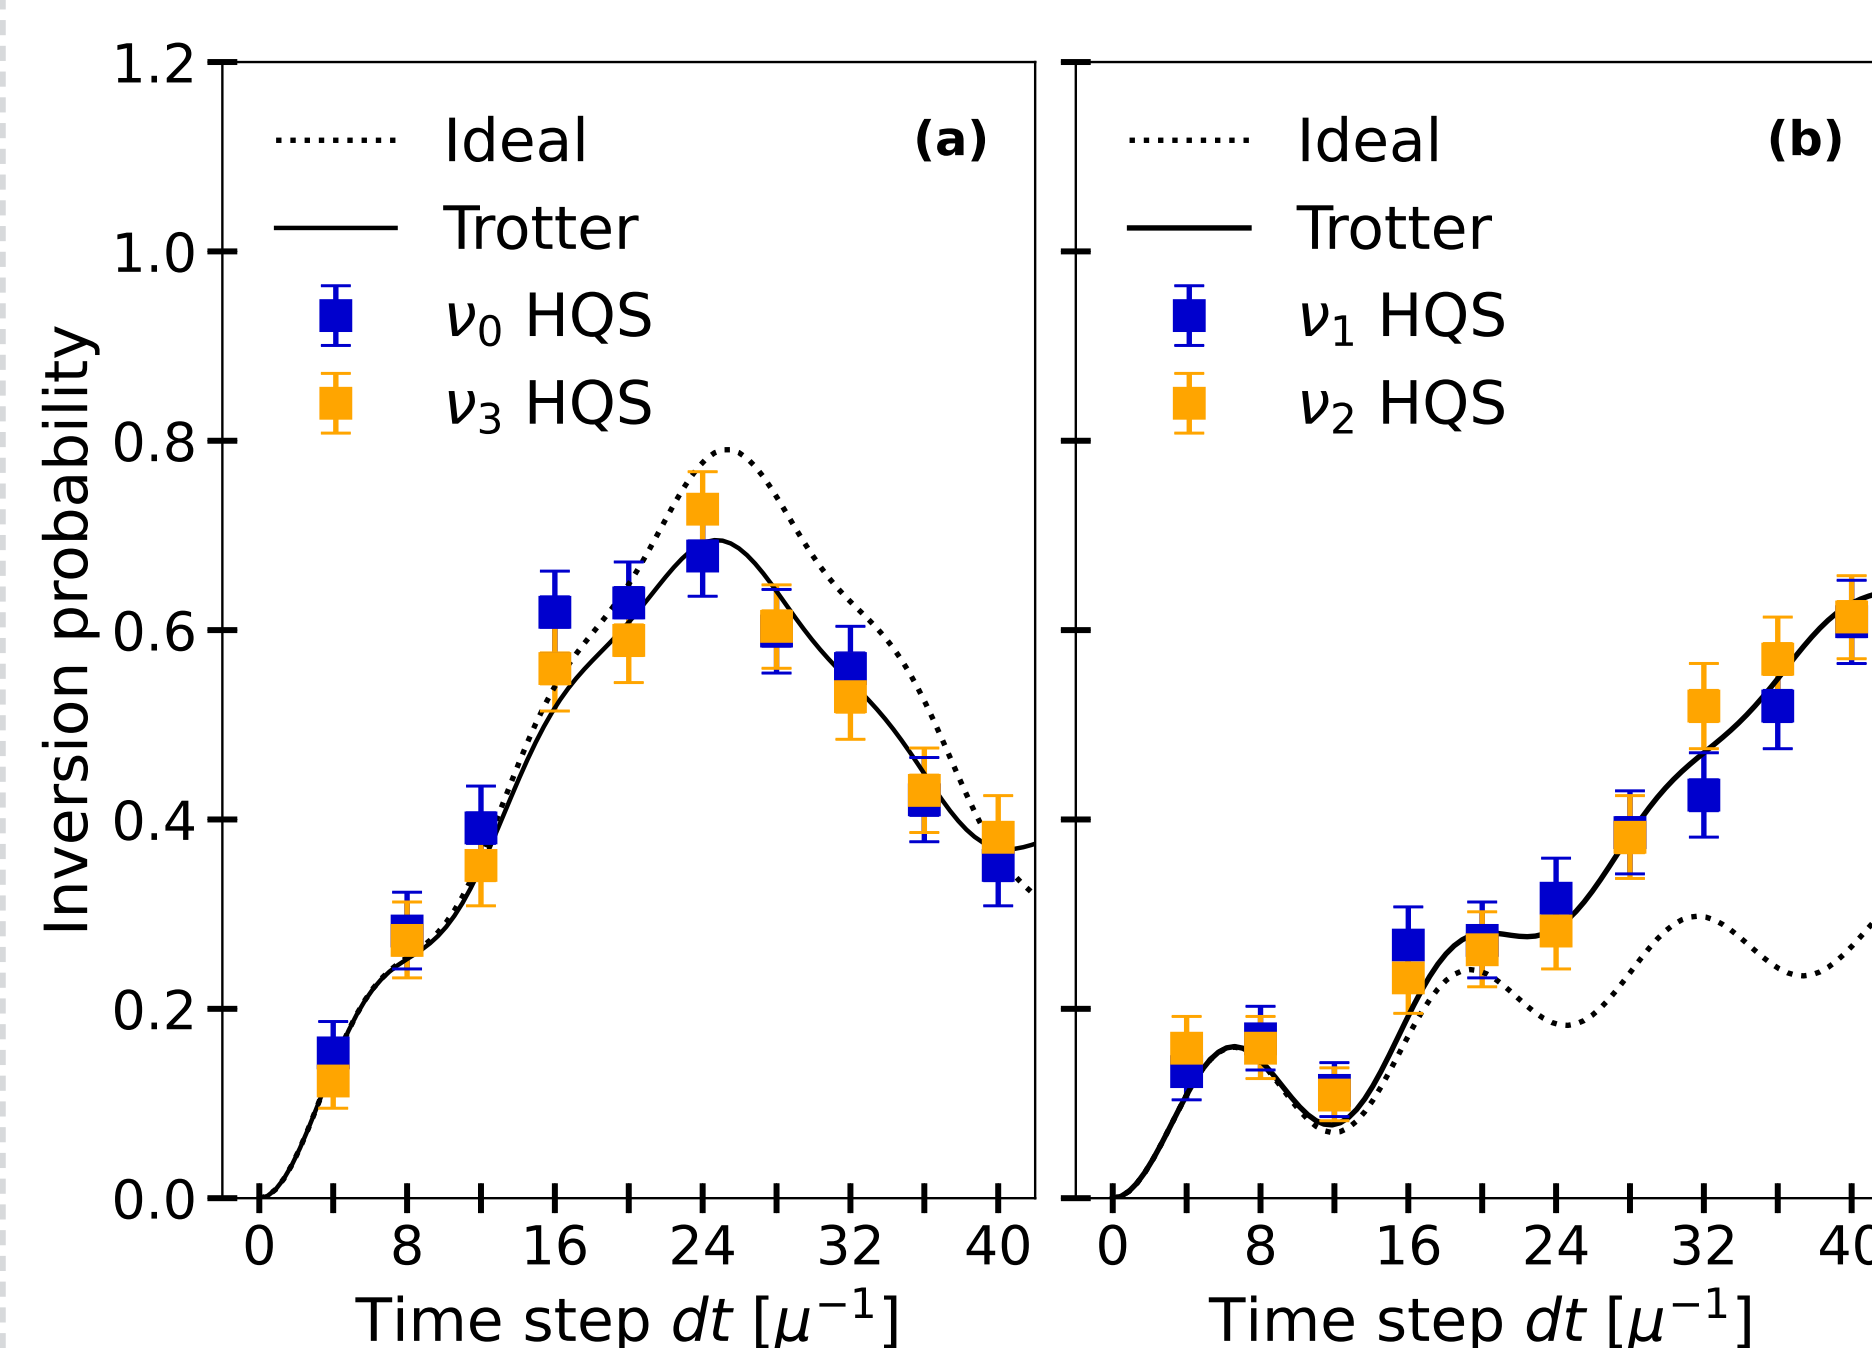 1.2
1.0
0.8
0.6
0.4
0.2
0.0
Inversion probability
Ideal
(a)
Trotter
ν0 HQS
ν3 HQS
0 8 16 24 32 40
Time step dt [μ−1]
Ideal
(b)
Trotter
ν1 HQS
ν2 HQS
0 8 16 24 32 40
Time step dt [μ−1]